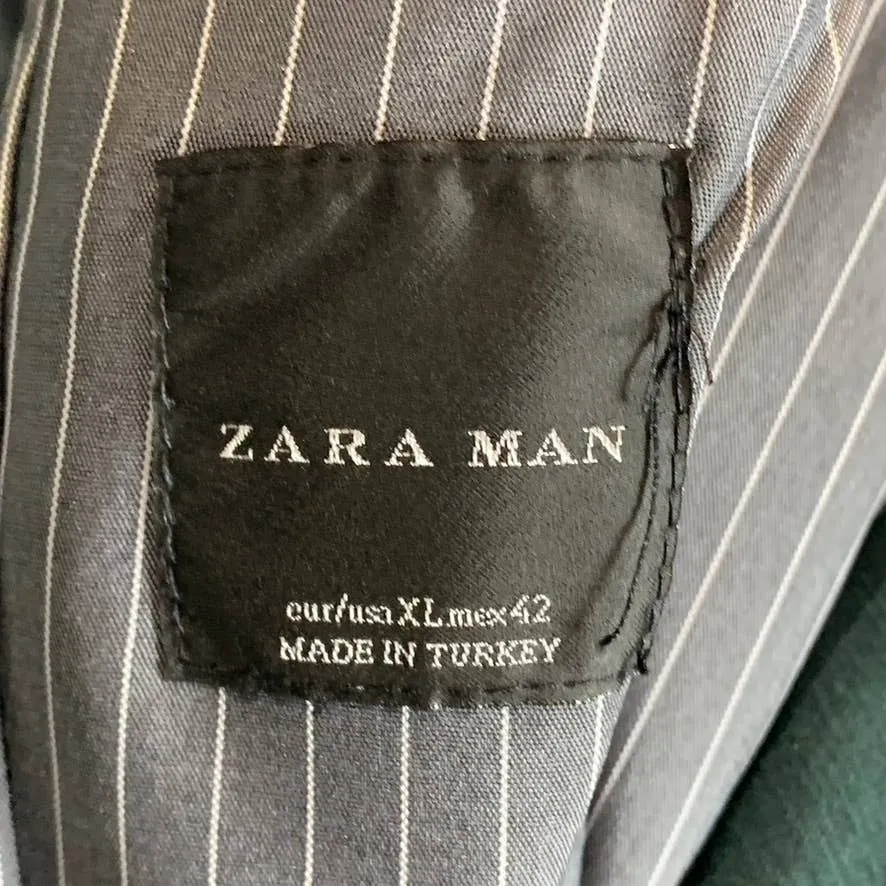 ZARA MAN
eur/usa XL mex 42
MADE IN TURKEY